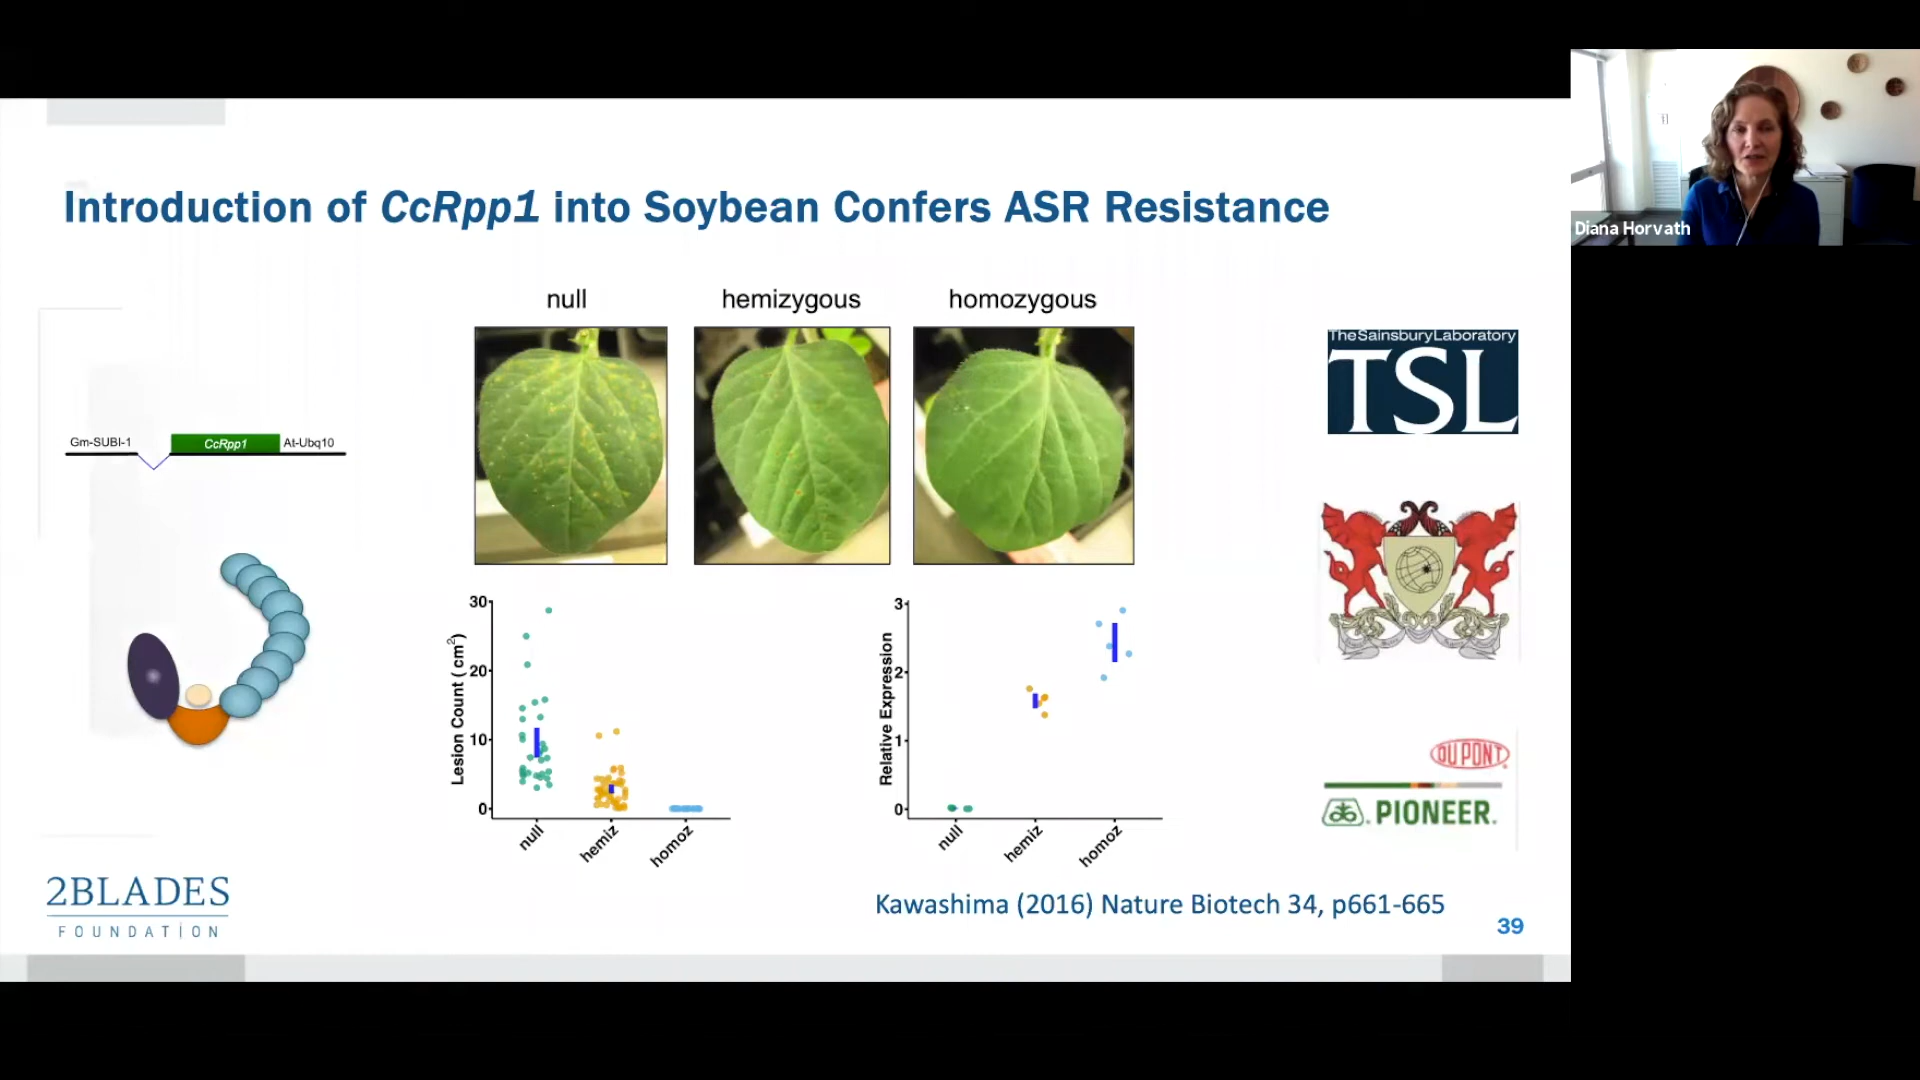 Introduction of CcRpp1 into Soybean Confers ASR Resistance
Diana Horvath
null
hemizygous
homozygous
TheSainsburyLaboratory
TSL
Gm-SUBI-1
CcRpp1
At-Ubq10
Lesion Count (cm2)
30
20
10
0
null
hemiz
homoz
Relative Expression
3
2
1
0
null
hemiz
homoz
DUPONT
PIONEER.
2BLADES
FOUNDATION
Kawashima (2016) Nature Biotech 34, p661-665
39